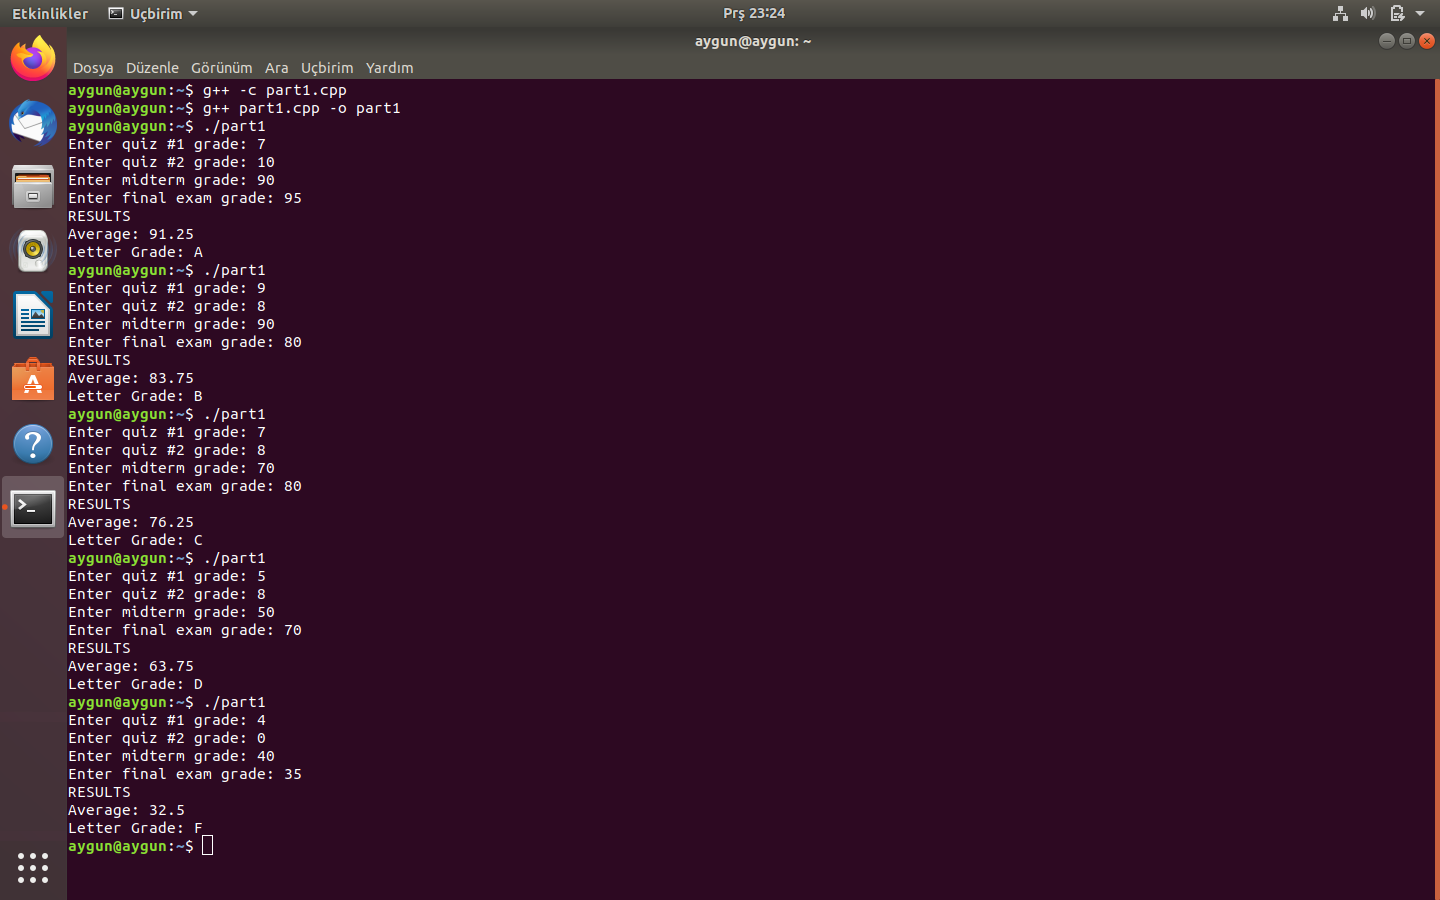 Etkinlikler Uçbirim Prş 23:24
aygun@aygun: ~
Dosya Düzenle Görünüm Ara Uçbirim Yardım
aygun@aygun:~$ g++ -c part1.cpp
aygun@aygun:~$ g++ part1.cpp -o part1
aygun@aygun:~$ ./part1
Enter quiz #1 grade: 7
Enter quiz #2 grade: 10
Enter midterm grade: 90
Enter final exam grade: 95
RESULTS
Average: 91.25
Letter Grade: A
aygun@aygun:~$ ./part1
Enter quiz #1 grade: 9
Enter quiz #2 grade: 8
Enter midterm grade: 90
Enter final exam grade: 80
RESULTS
Average: 83.75
Letter Grade: B
aygun@aygun:~$ ./part1
Enter quiz #1 grade: 7
Enter quiz #2 grade: 8
Enter midterm grade: 70
Enter final exam grade: 80
RESULTS
Average: 76.25
Letter Grade: C
aygun@aygun:~$ ./part1
Enter quiz #1 grade: 5
Enter quiz #2 grade: 8
Enter midterm grade: 50
Enter final exam grade: 70
RESULTS
Average: 63.75
Letter Grade: D
aygun@aygun:~$ ./part1
Enter quiz #1 grade: 4
Enter quiz #2 grade: 0
Enter midterm grade: 40
Enter final exam grade: 35
RESULTS
Average: 32.5
Letter Grade: F
aygun@aygun:~$